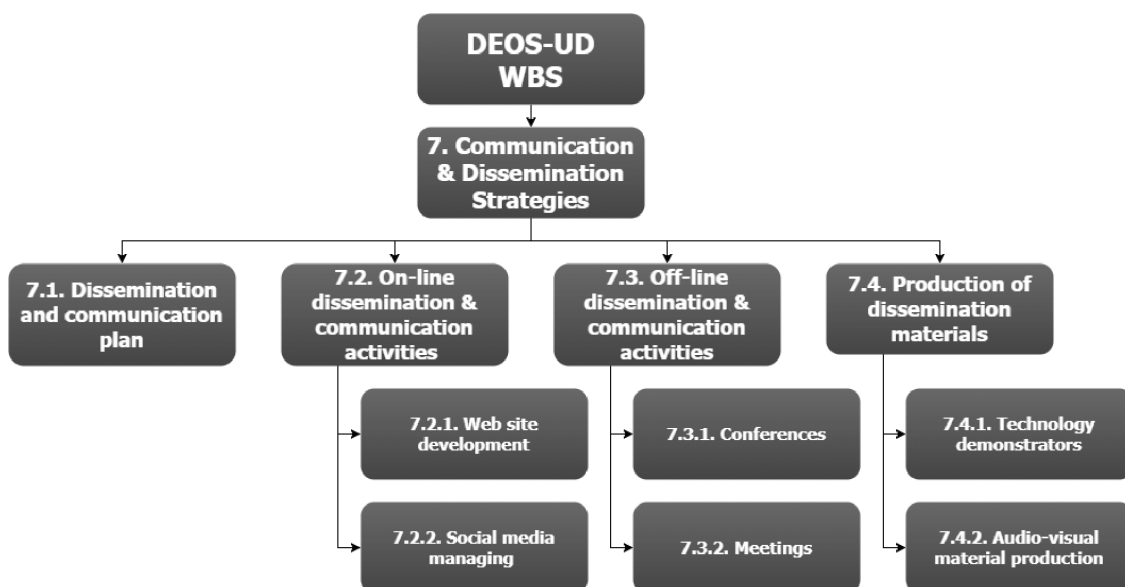 DEOS-UD
WBS
7. Communication
& Dissemination
Strategies
7.1. Dissemination
and communication
plan
7.2. On-line
dissemination &
communication
activities
7.3. Off-line
dissemination &
communication
activities
7.4. Production of
dissemination
materials
7.2.1. Web site
development
7.3.1. Conferences
7.4.1. Technology
demonstrators
7.2.2. Social media
managing
7.3.2. Meetings
7.4.2. Audio-visual
material production